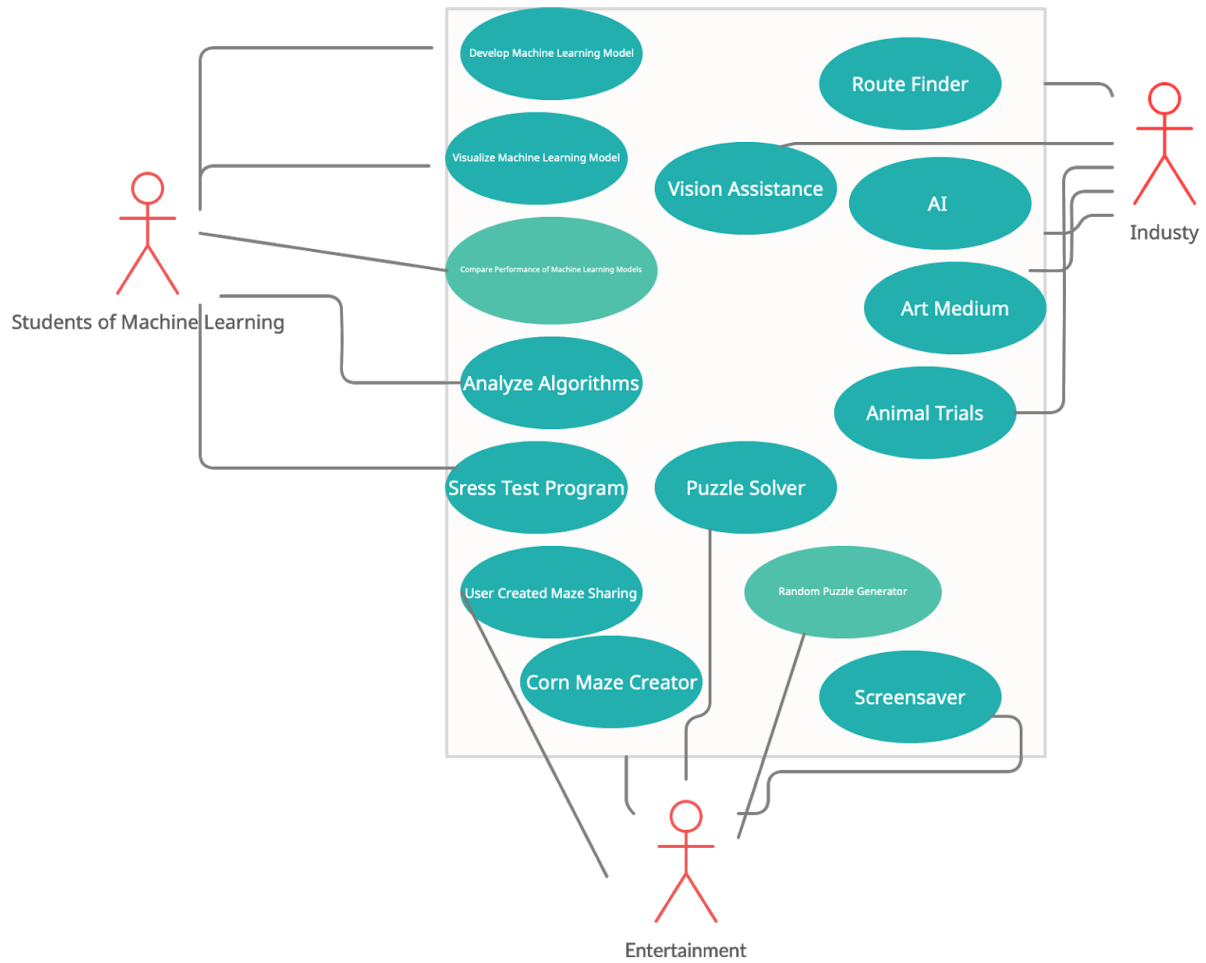 Develop Machine Learning Model
Route Finder
Visualize Machine Learning Model
Vision Assistance
AI
Industy
Compare Performance of Machine Learning Models
Art Medium
Students of Machine Learning
Analyze Algorithms
Animal Trials
Sress Test Program
Puzzle Solver
User Created Maze Sharing
Random Puzzle Generator
Corn Maze Creator
Screensaver
Entertainment